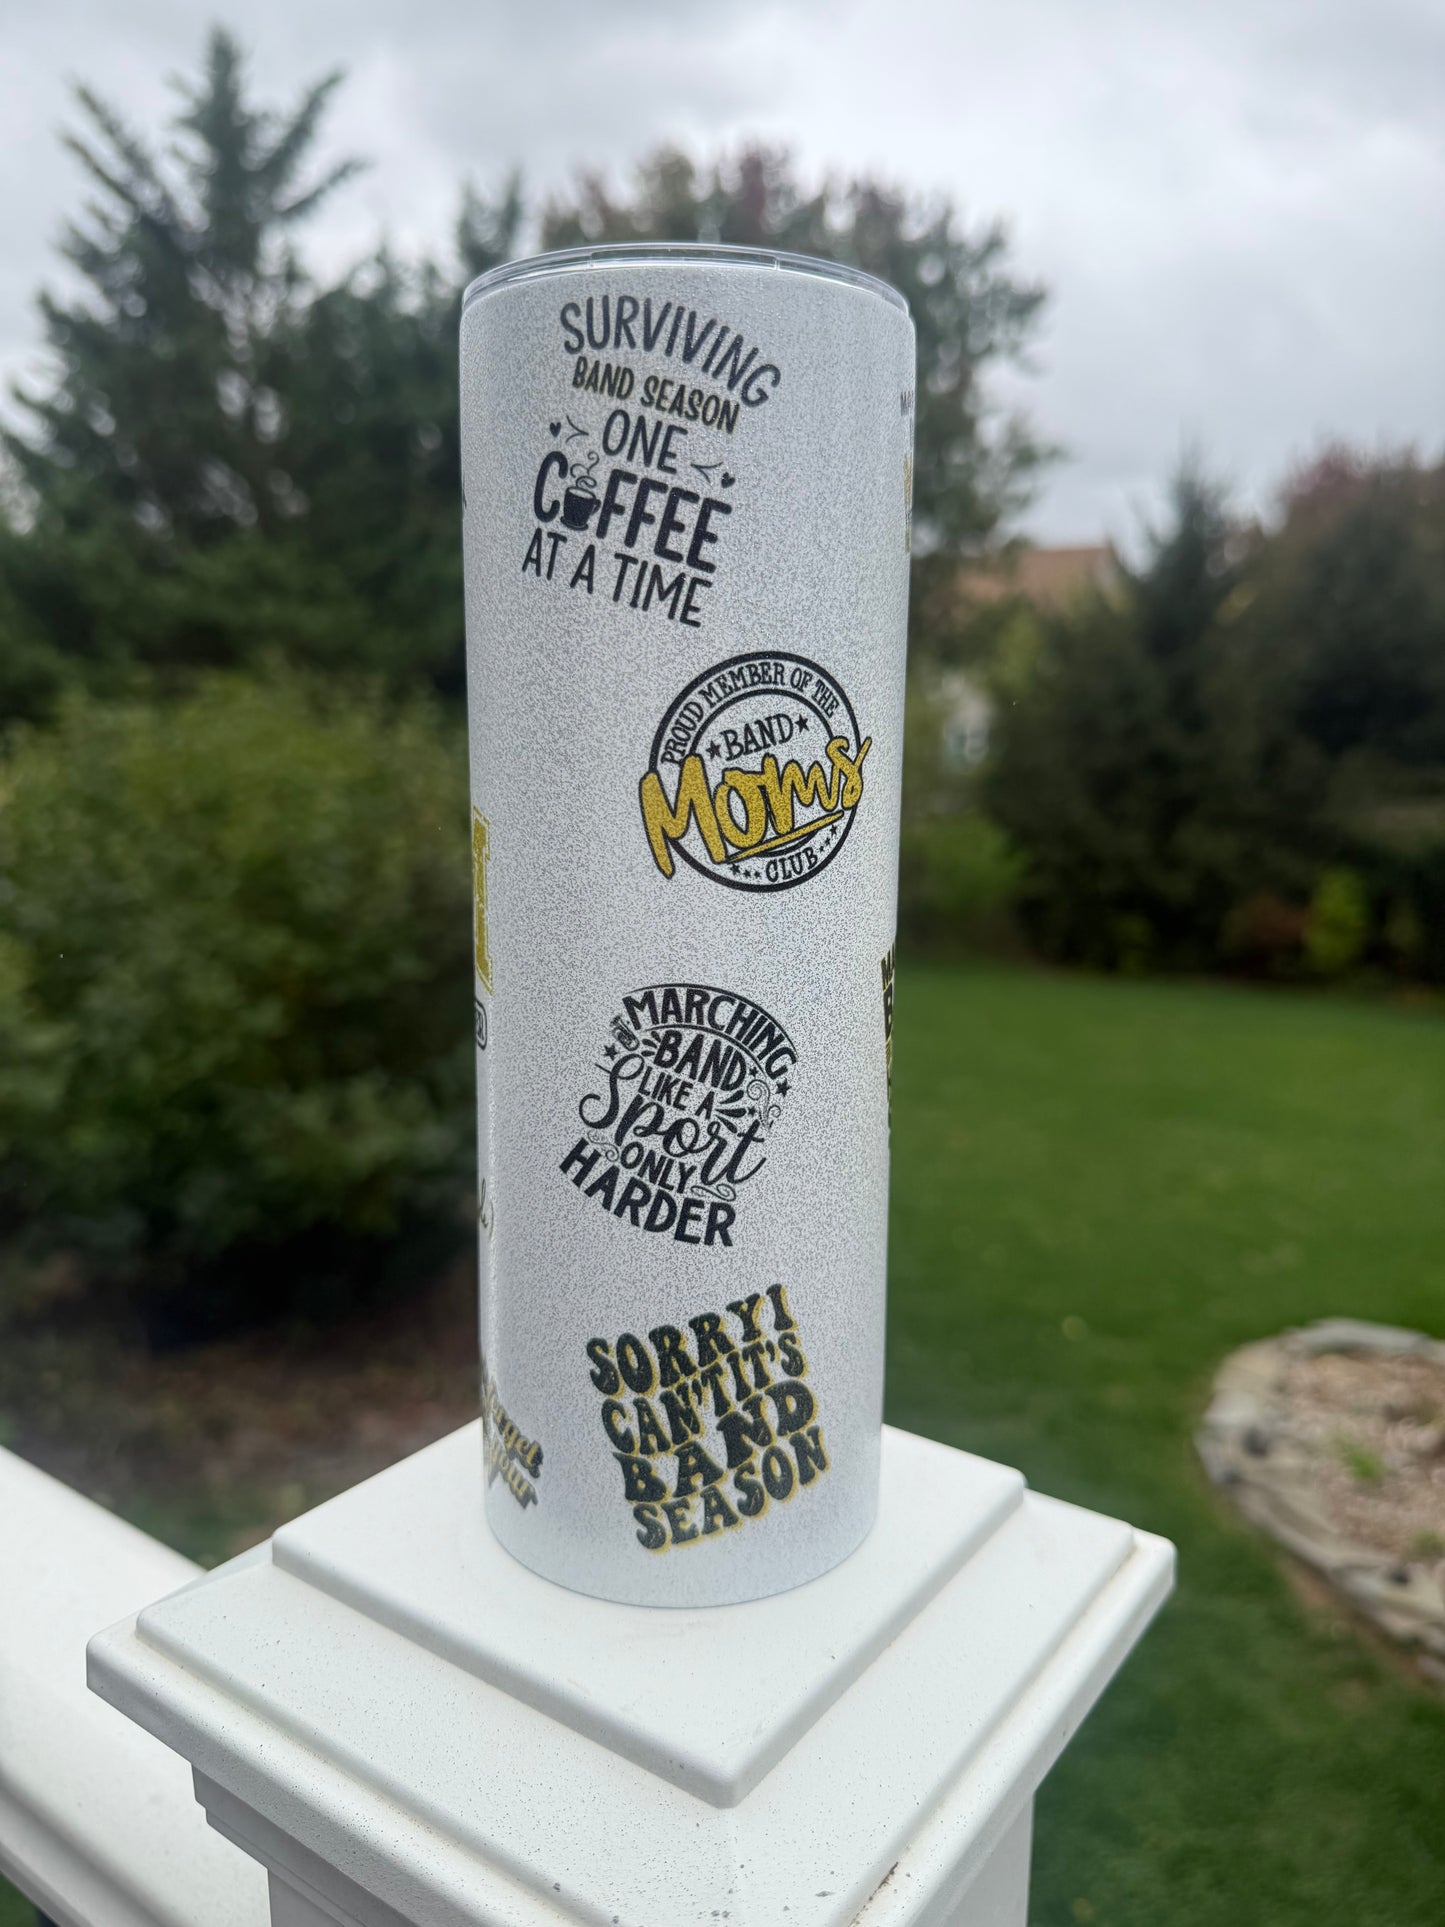 SURVIVING
BAND SEASON
ONE
COFFEE
AT A TIME
PROUD MEMBER OF THE
BAND
Moms
CLUB
MARCHING
BAND
LIKE A
Sport
ONLY
HARDER
SORRY I
CAN'T IT'S
BAND
SEASON